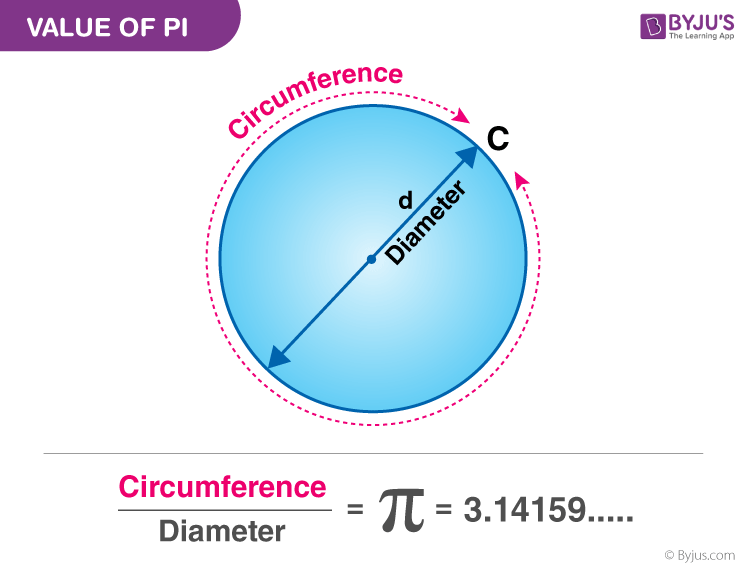 VALUE OF PI
BYJU'S
The Learning App
Circumference
C
d
Diameter
Circumference
Diameter
= π = 3.14159.....
© Byjus.com